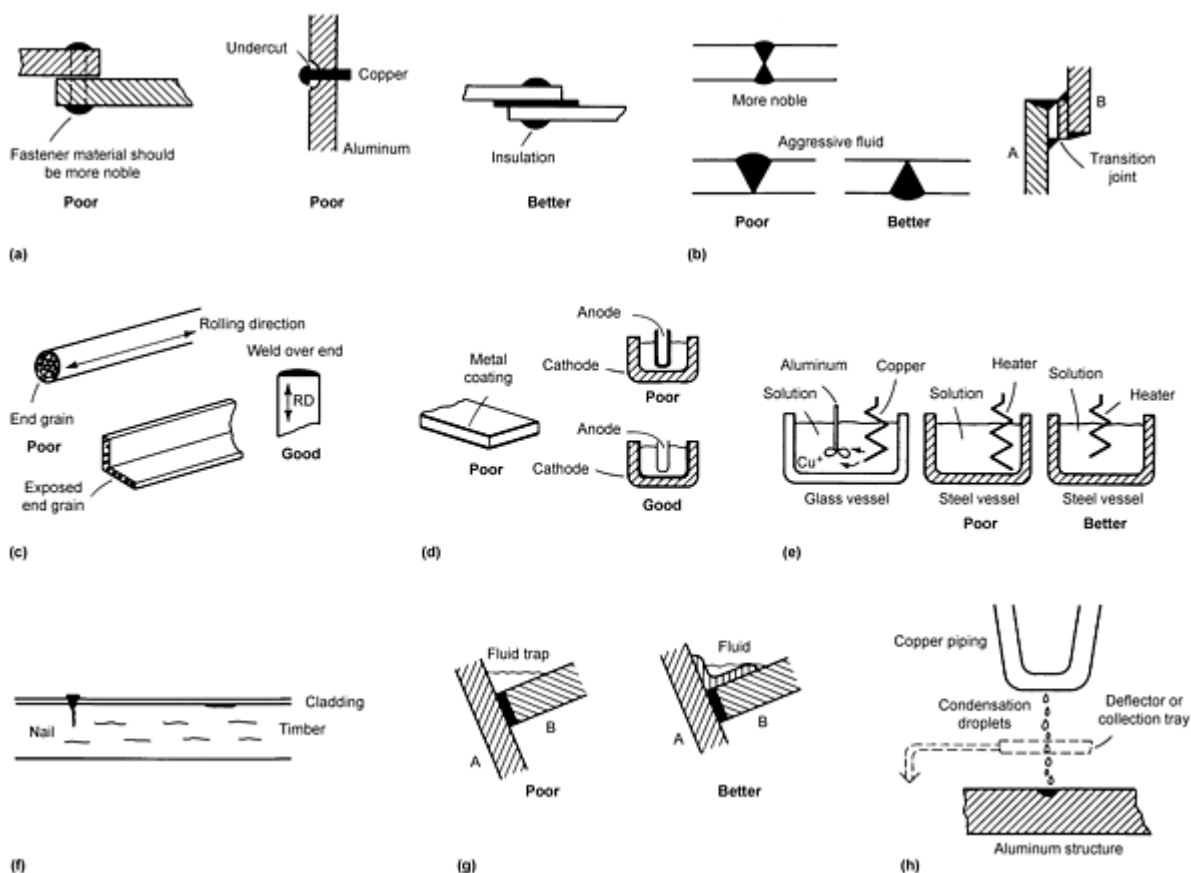 Fastener material should
be more noble
Poor
Undercut
Copper
Aluminum
Poor
Insulation
Better
(a)
More noble
Aggressive fluid
Poor
Better
A
B
Transition
joint
(b)
Rolling direction
End grain
Poor
Exposed
end grain
Weld over end
RD
Good
(c)
Metal
coating
Poor
Anode
Cathode
Poor
Anode
Cathode
Good
(d)
Aluminum
Solution
Copper
Cu+
Glass vessel
Heater
Solution
Steel vessel
Poor
Solution
Heater
Steel vessel
Better
(e)
Cladding
Nail
Timber
(f)
Fluid trap
A
B
Poor
Fluid
A
B
Better
(g)
Copper piping
Condensation
droplets
Deflector or
collection tray
Aluminum structure
(h)